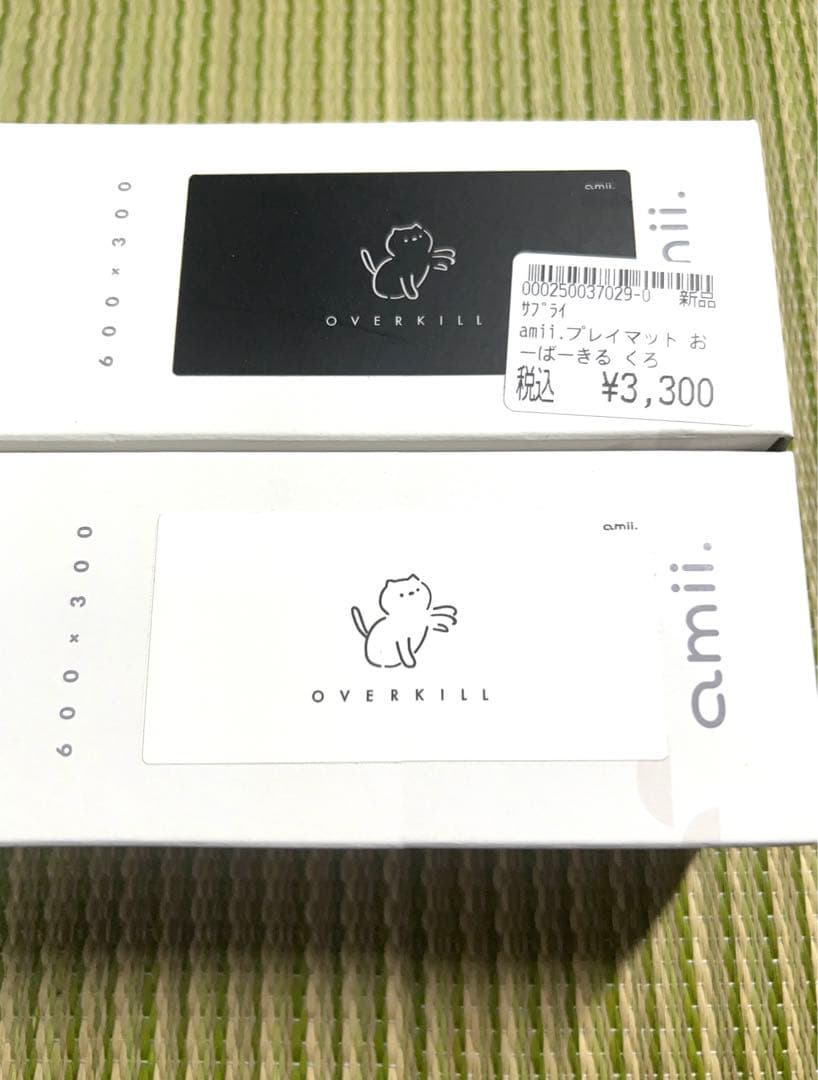 600×300
amii.
OVERKILL
nii.
000250037029-0 新品
ｻﾌﾟﾗｲ
amii.プレイマット お
ーばーきる くろ
税込 ¥3,300
600×300
amii.
OVERKILL
amii.